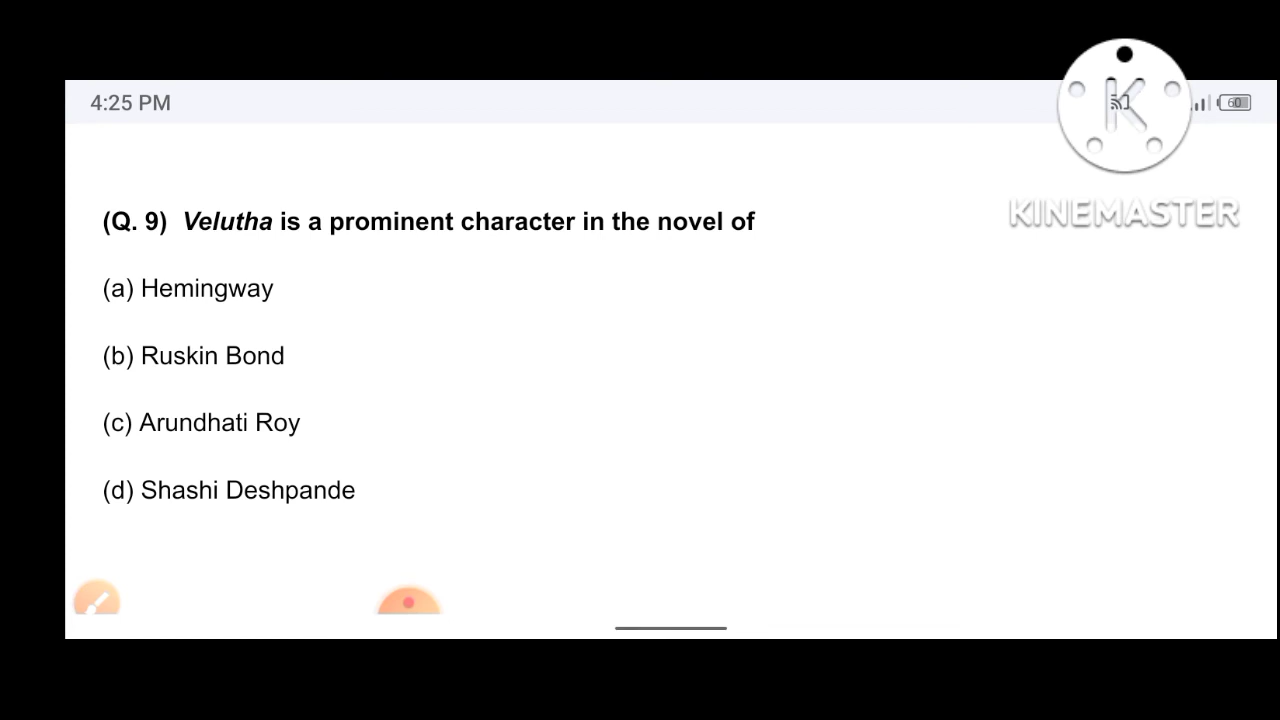 4:25 PM
60
KINEMASTER
(Q. 9) Velutha is a prominent character in the novel of
(a) Hemingway
(b) Ruskin Bond
(c) Arundhati Roy
(d) Shashi Deshpande